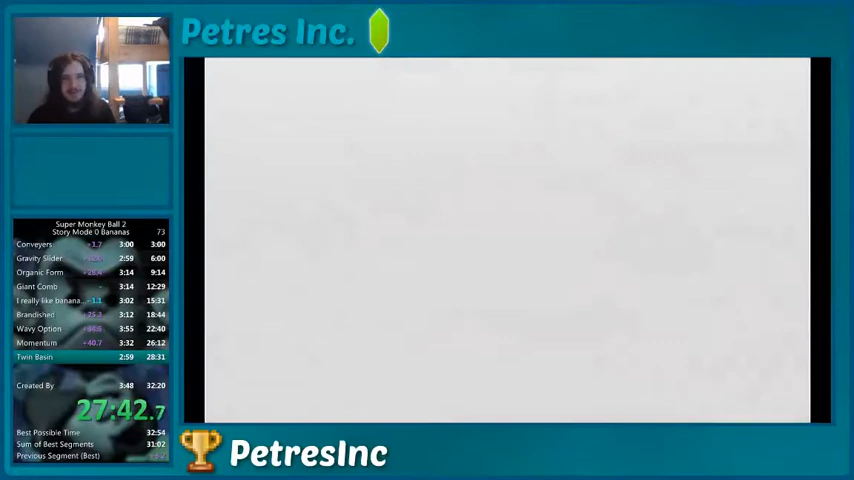 Petres Inc.
Super Monkey Ball 2
Story Mode 0 Bananas 73
Conveyers +1.7 3:00 3:00
Gravity Slider 2:59 6:00
Organic Form +28.4 3:14 9:14
Giant Comb - 3:14 12:29
I really like banana... -1.1 3:02 15:31
Brandished +25.3 3:12 18:44
Wavy Option 3:55 22:40
Momentum +40.7 3:32 26:12
Twin Basin 2:59 28:31
Created By 3:48 32:20
27:42.7
Best Possible Time 32:54
Sum of Best Segments 31:02
Previous Segment (Best)
PetresInc